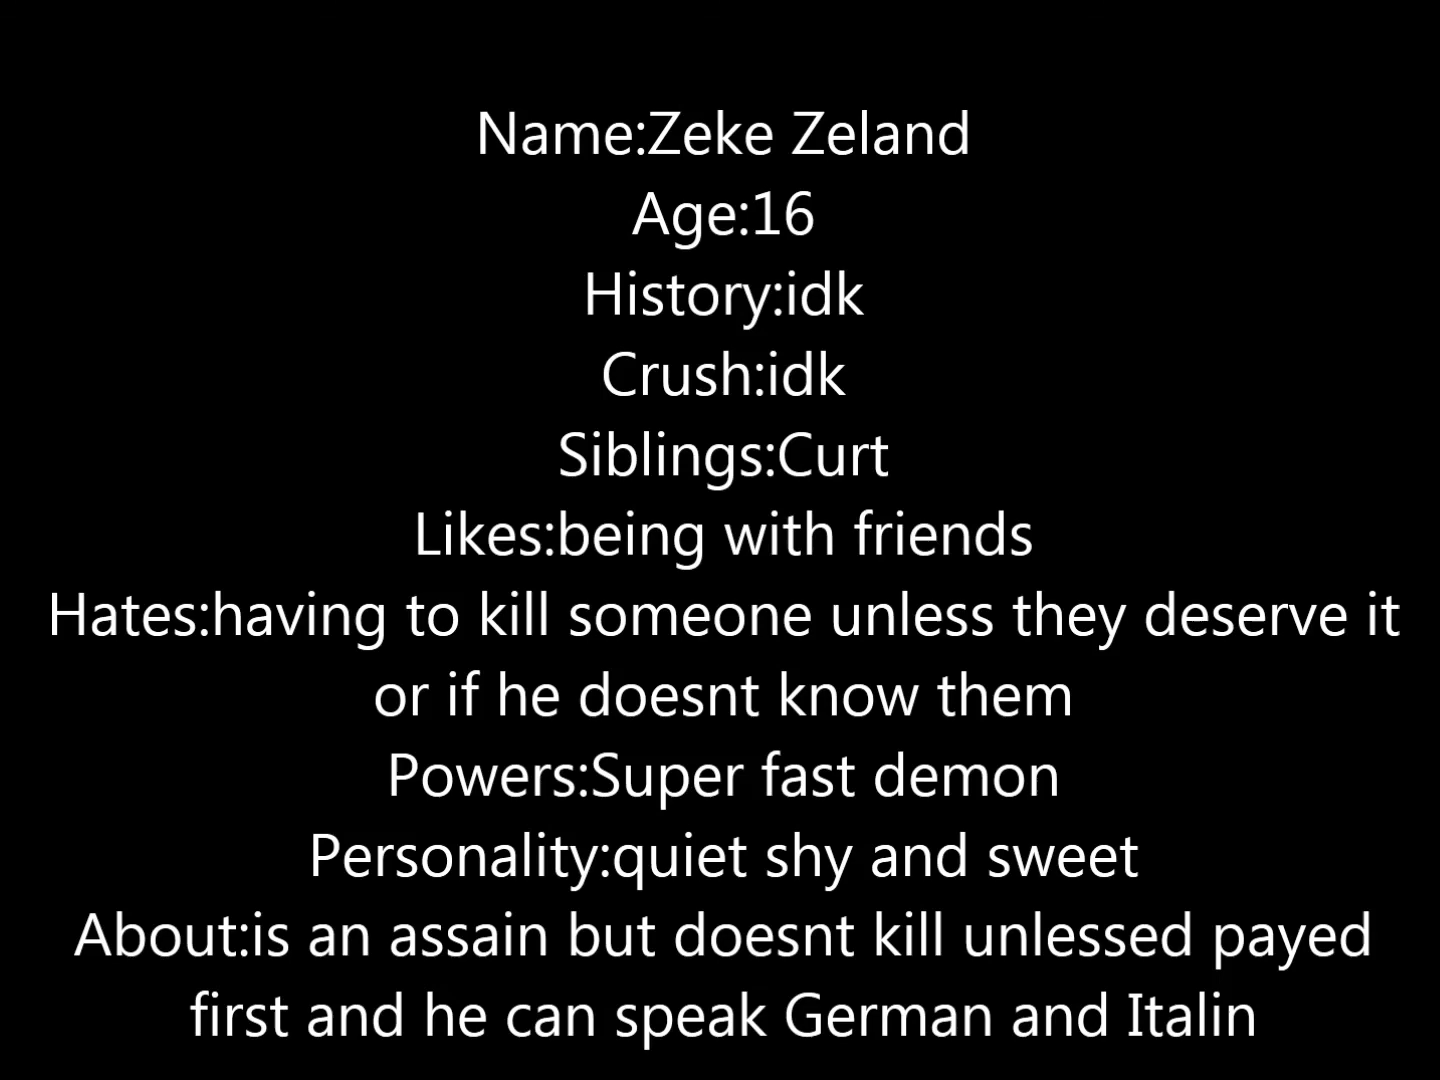 Name:Zeke Zeland
Age:16
History:idk
Crush:idk
Siblings:Curt
Likes:being with friends
Hates:having to kill someone unless they deserve it
or if he doesnt know them
Powers:Super fast demon
Personality:quiet shy and sweet
About:is an assain but doesnt kill unlessed payed
first and he can speak German and Italin